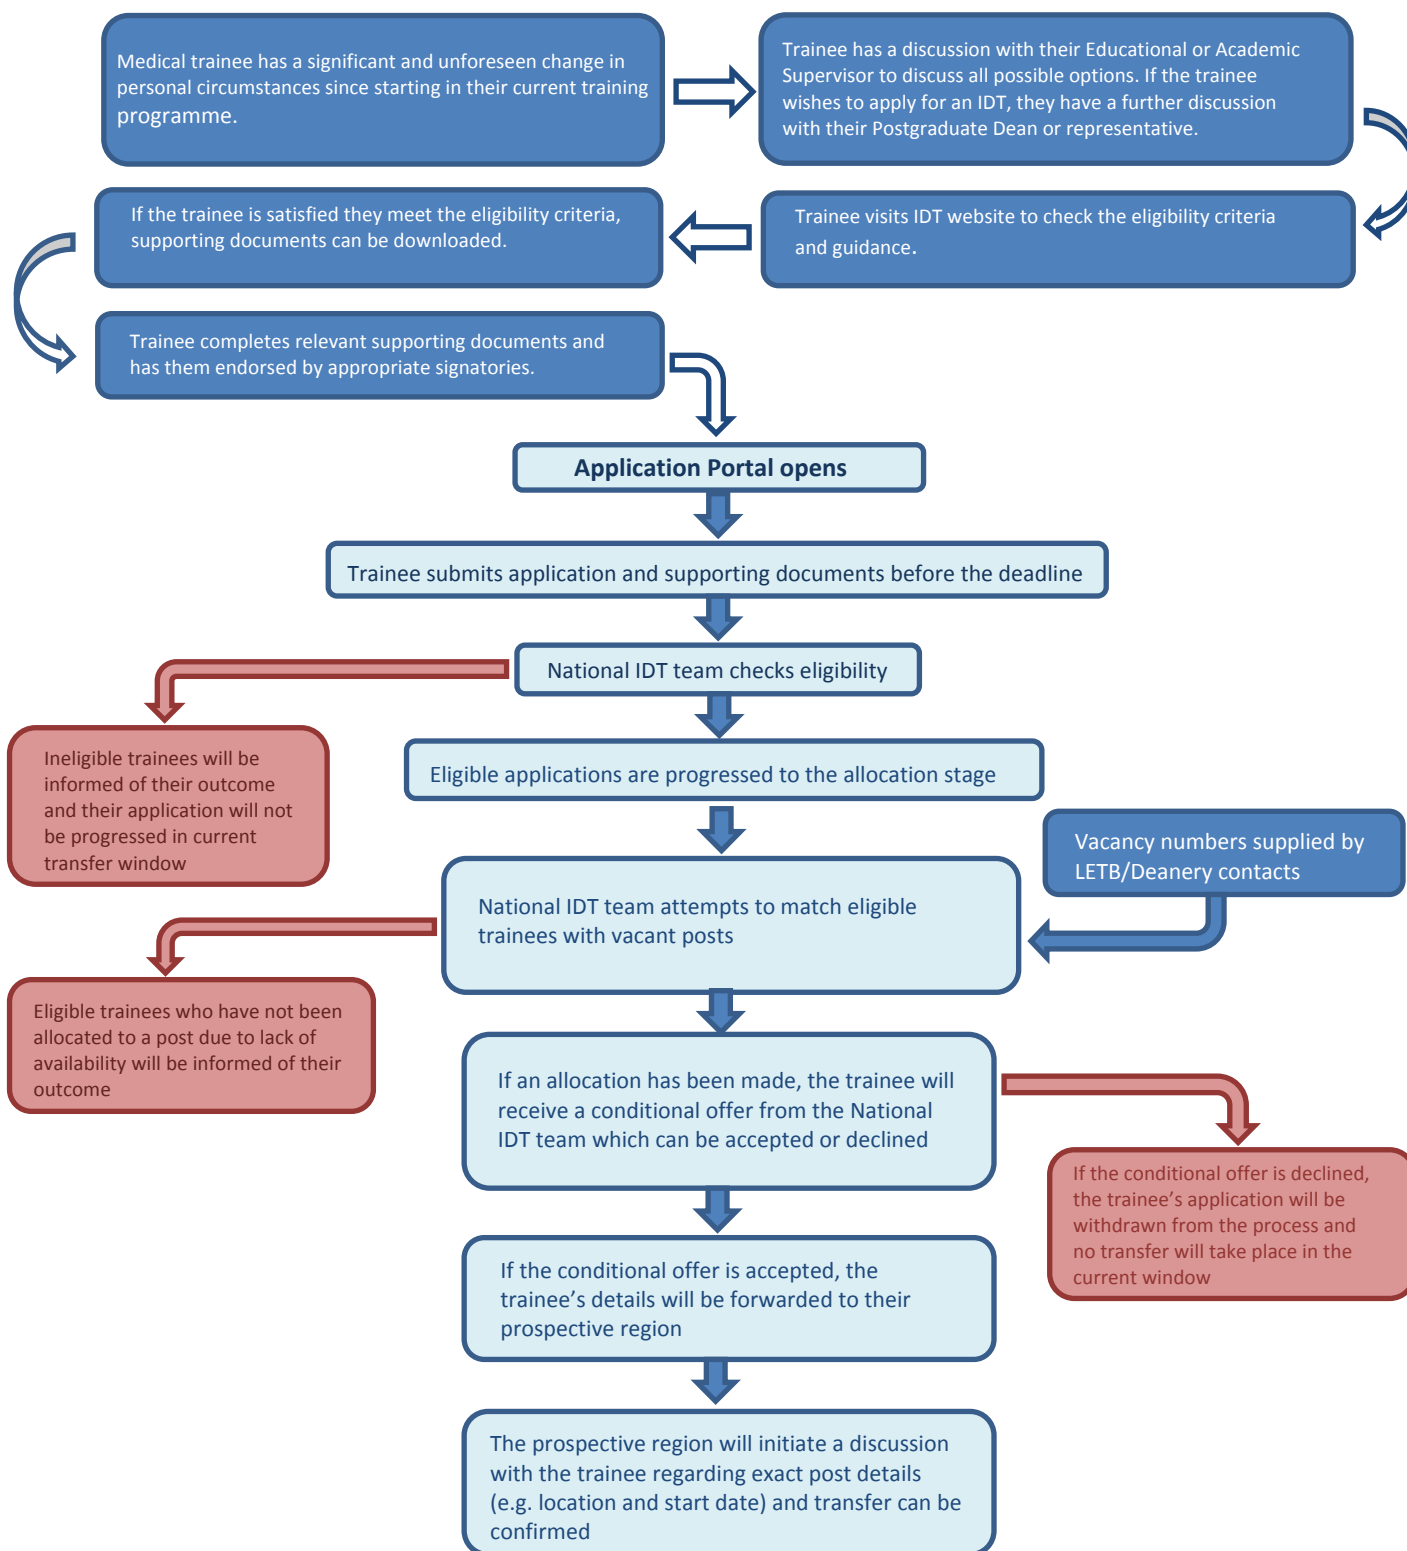 Medical trainee has a significant and unforeseen change in
personal circumstances since starting in their current training
programme.
Trainee has a discussion with their Educational or Academic
Supervisor to discuss all possible options. If the trainee
wishes to apply for an IDT, they have a further discussion
with their Postgraduate Dean or representative.
Trainee visits IDT website to check the eligibility criteria
and guidance.
If the trainee is satisfied they meet the eligibility criteria,
supporting documents can be downloaded.
Trainee completes relevant supporting documents and
has them endorsed by appropriate signatories.
Application Portal opens
Trainee submits application and supporting documents before the deadline
National IDT team checks eligibility
Ineligible trainees will be
informed of their outcome
and their application will not
be progressed in current
transfer window
Eligible applications are progressed to the allocation stage
Vacancy numbers supplied by
LETB/Deanery contacts
National IDT team attempts to match eligible
trainees with vacant posts
Eligible trainees who have not been
allocated to a post due to lack of
availability will be informed of their
outcome
If an allocation has been made, the trainee will
receive a conditional offer from the National
IDT team which can be accepted or declined
If the conditional offer is declined,
the trainee’s application will be
withdrawn from the process and
no transfer will take place in the
current window
If the conditional offer is accepted, the
trainee’s details will be forwarded to their
prospective region
The prospective region will initiate a discussion
with the trainee regarding exact post details
(e.g. location and start date) and transfer can be
confirmed